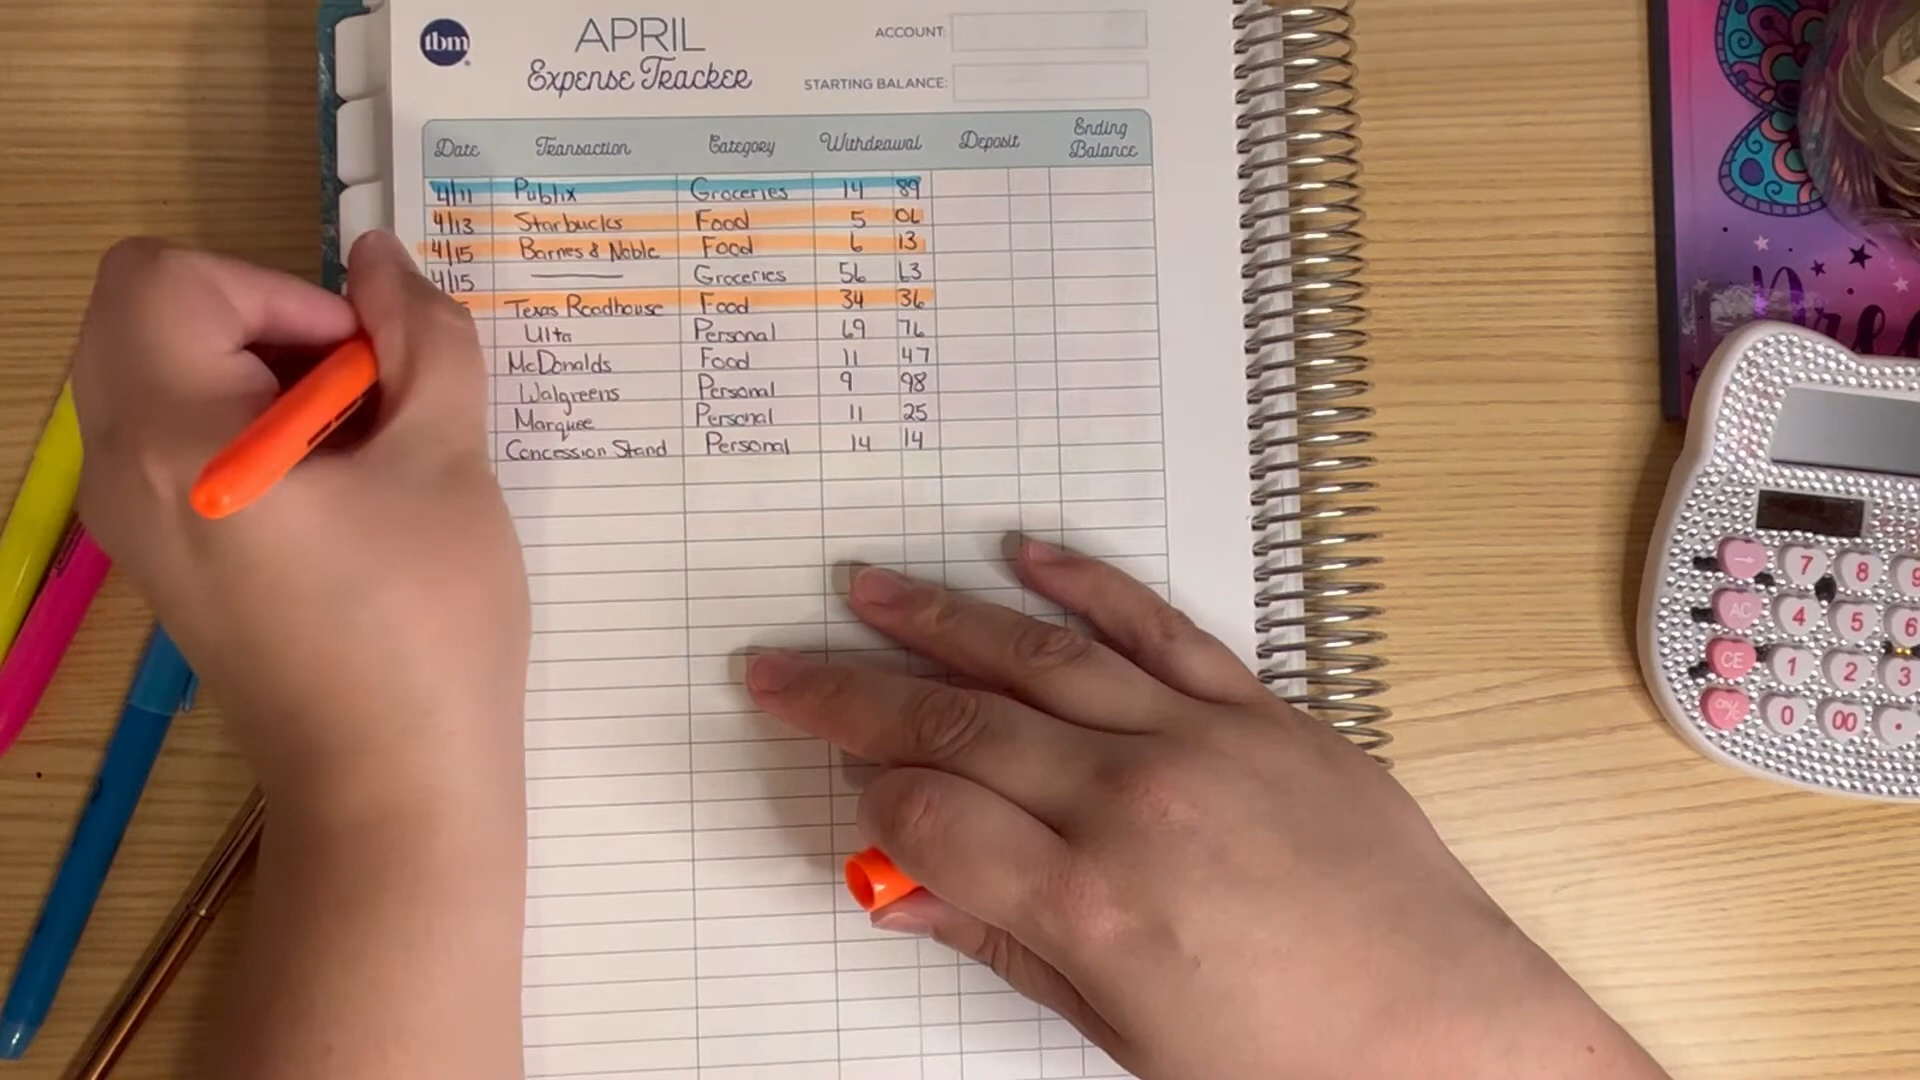 tbm
APRIL
Expense Tracker
ACCOUNT:
STARTING BALANCE:
Date Transaction Category Withdrawal Deposit Ending Balance
4/11 Publix Groceries 14 89
4/13 Starbucks Food 5 06
4/15 Barnes & Noble Food 6 13
4/15 Groceries 56 63
Texas Roadhouse Food 34 36
Ulta Personal 69 76
McDonalds Food 11 47
Walgreens Personal 9 98
Marquee Personal 11 25
Concession Stand Personal 14 14
→ 7 8 9
AC 4 5 6
CE 1 2 3
0 00 .